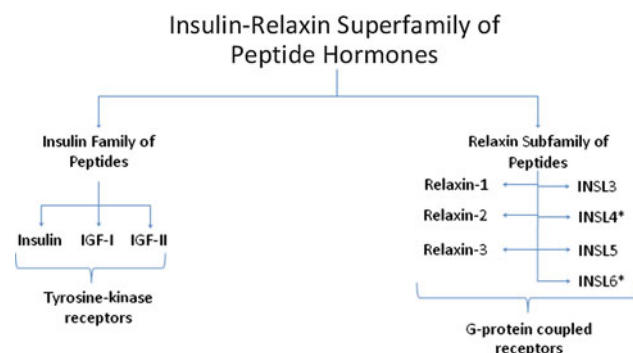 Insulin-Relaxin Superfamily of
Peptide Hormones
Insulin Family of
Peptides
Insulin IGF-I IGF-II
Tyrosine-kinase
receptors
Relaxin Subfamily of
Peptides
Relaxin-1 INSL3
Relaxin-2 INSL4*
Relaxin-3 INSL5
INSL6*
G-protein coupled
receptors